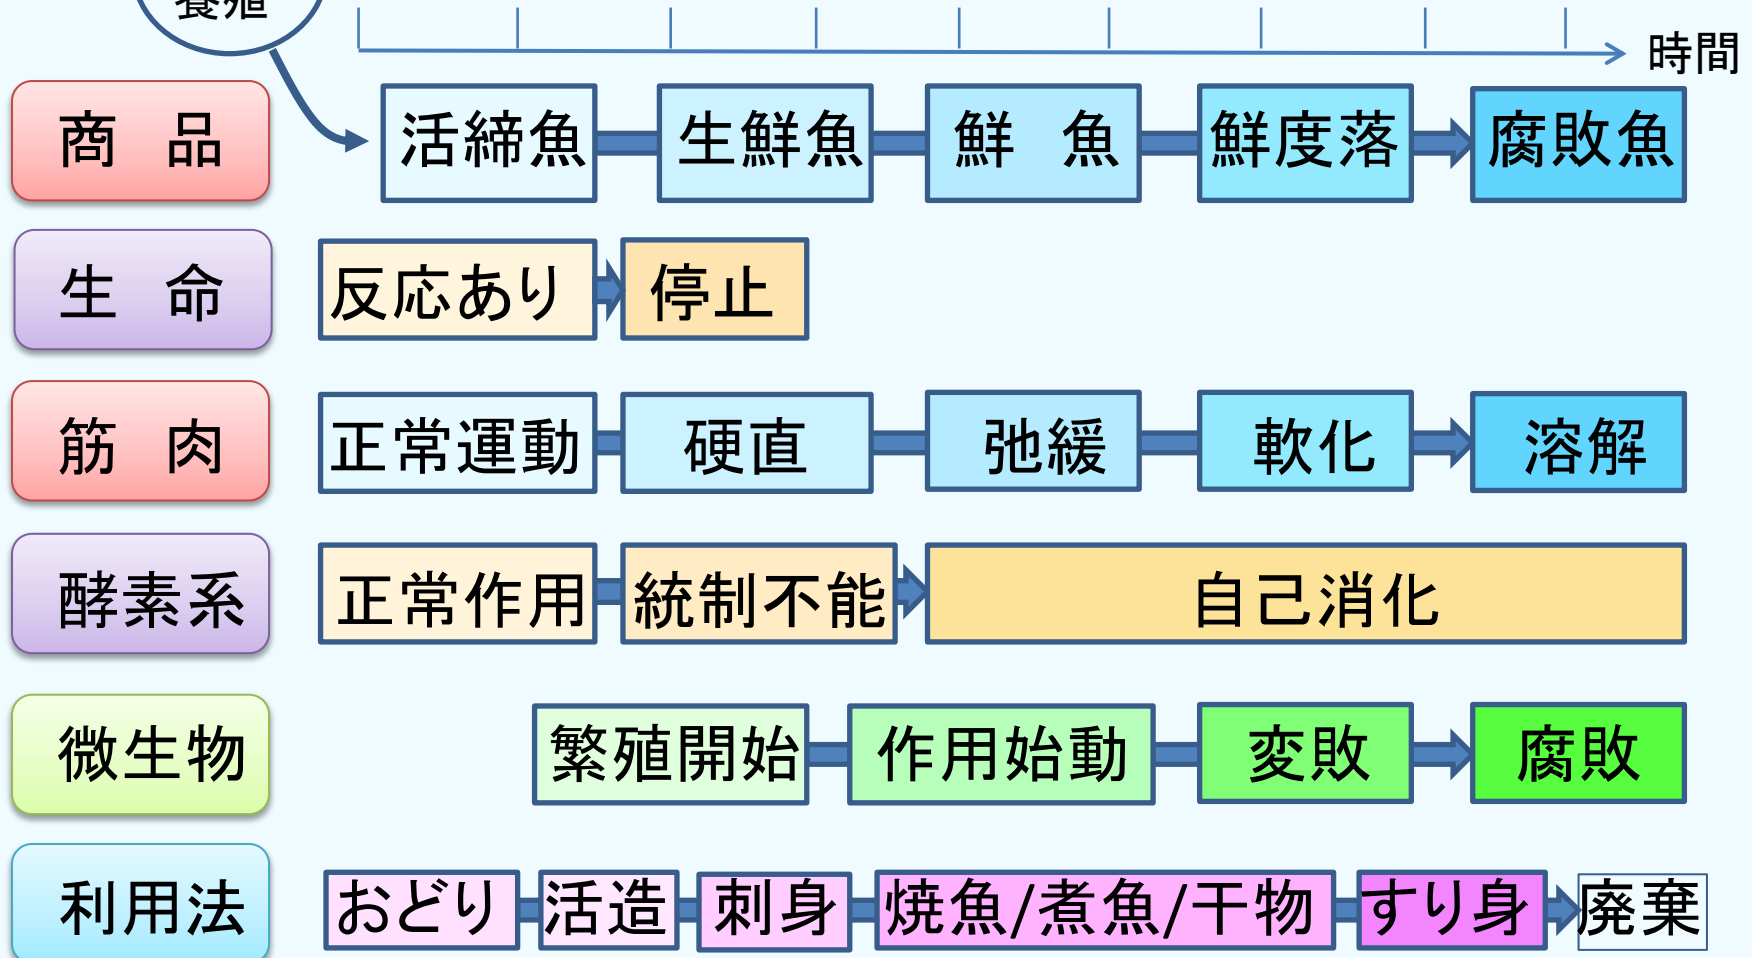 養殖
時間
商 品 活締魚 生鮮魚 鮮 魚 鮮度落 腐敗魚
生 命 反応あり 停止
筋 肉 正常運動 硬直 弛緩 軟化 溶解
酵素系 正常作用 統制不能 自己消化
微生物 繁殖開始 作用始動 変敗 腐敗
利用法 おどり 活造 刺身 焼魚/煮魚/干物 すり身 廃棄